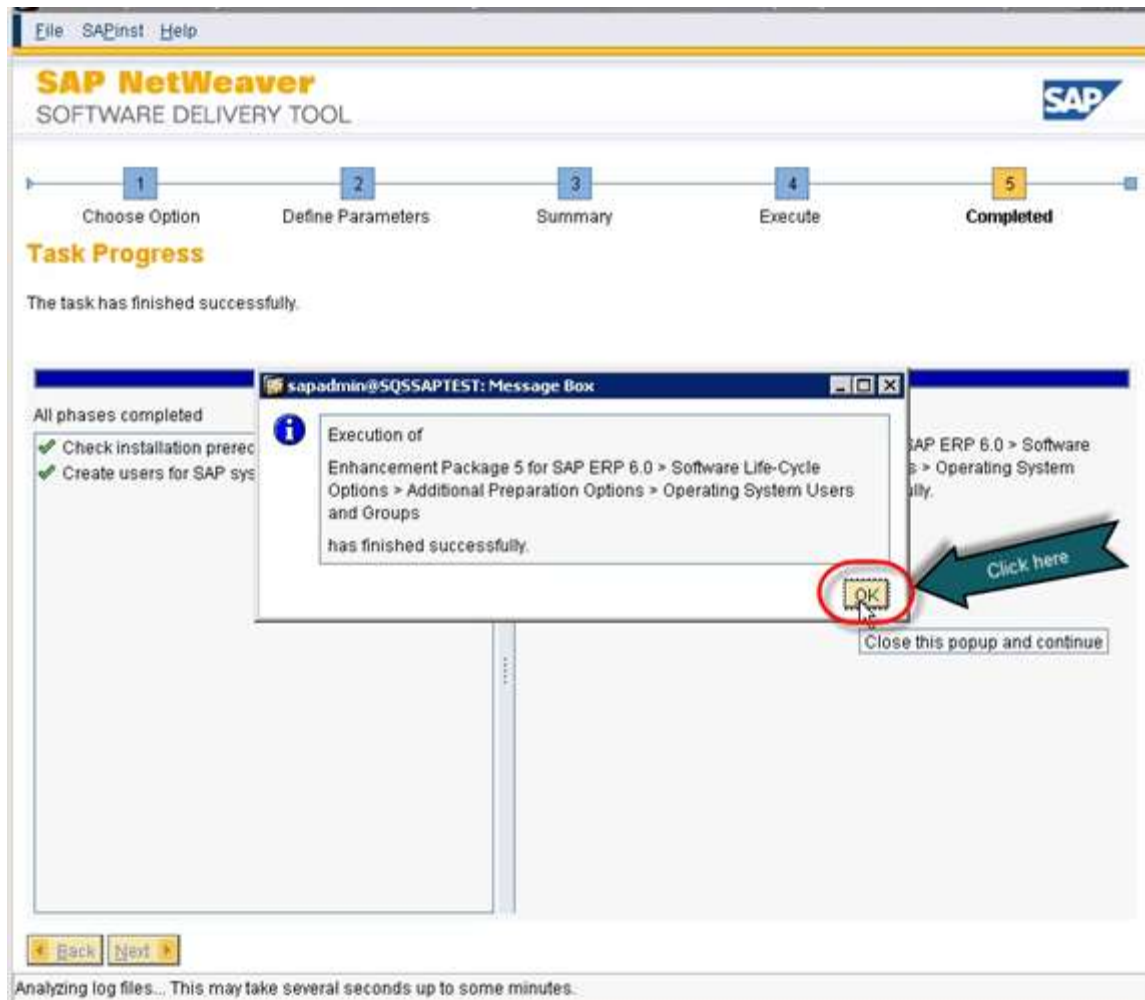 File SAPinst Help
SAP NetWeaver
SOFTWARE DELIVERY TOOL
SAP
1 2 3 4 5
Choose Option Define Parameters Summary Execute Completed
Task Progress
The task has finished successfully.
sapadmin@SQSSAPTEST: Message Box
All phases completed
Check installation prerec
Create users for SAP sys
Execution of
Enhancement Package 5 for SAP ERP 6.0 > Software Life-Cycle
Options > Additional Preparation Options > Operating System Users
and Groups
has finished successfully.
SAP ERP 6.0 > Software
s > Operating System
ully.
Click here
OK
Close this popup and continue
Back Next
Analyzing log files... This may take several seconds up to some minutes.